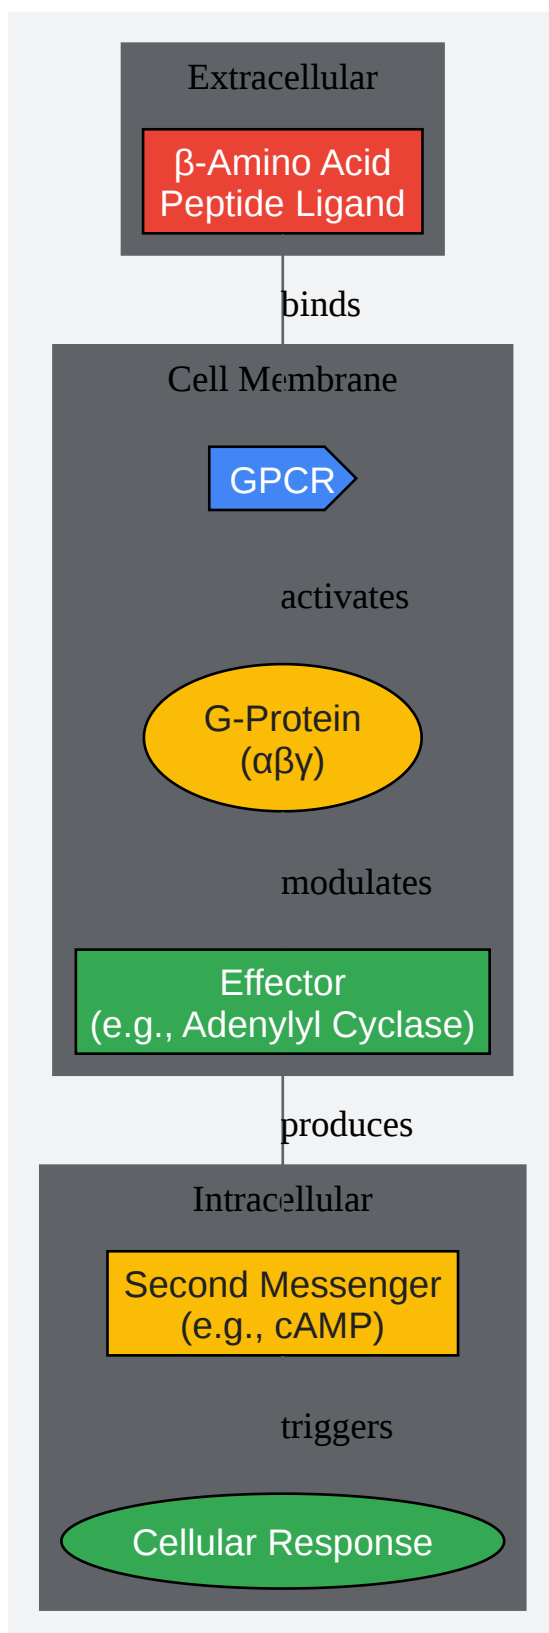 Extracellular
β-Amino Acid
Peptide Ligand
binds
Cell Membrane
GPCR
activates
G-Protein
(αβγ)
modulates
Effector
(e.g., Adenylyl Cyclase)
produces
Intracellular
Second Messenger
(e.g., cAMP)
triggers
Cellular Response